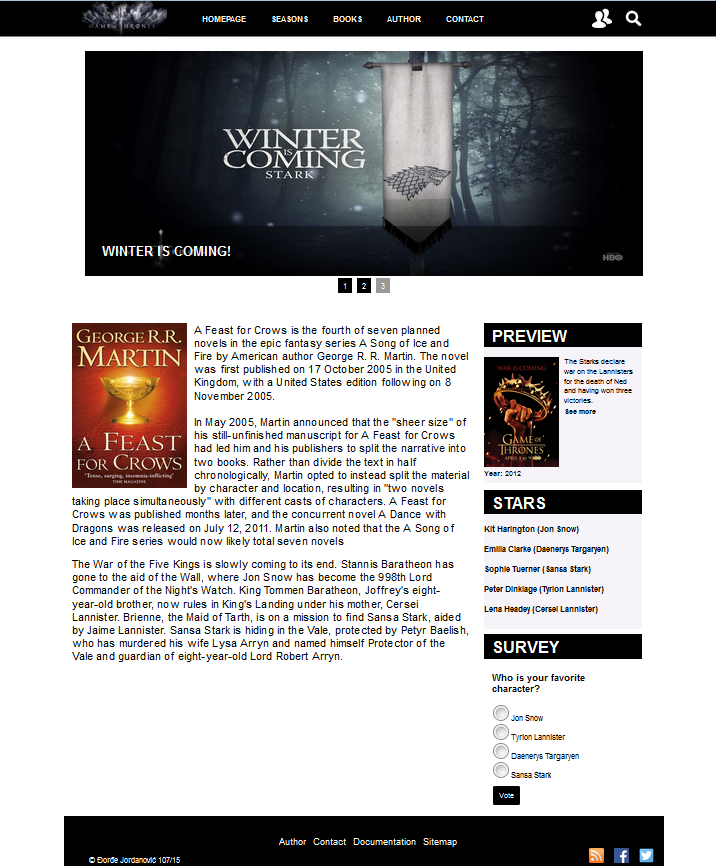 GAME OF THRONES
HOMEPAGE SEASONS BOOKS AUTHOR CONTACT
WINTER
IS
COMING
STARK
WINTER IS COMING!
HBO
1 2 3
GEORGE R.R.
MARTIN
A FEAST
FOR CROWS
'Tense, surging, insomnia-inflicting'
TIME MAGAZINE
A Feast for Crows is the fourth of seven planned
novels in the epic fantasy series A Song of Ice and
Fire by American author George R. R. Martin. The novel
was first published on 17 October 2005 in the United
Kingdom, with a United States edition following on 8
November 2005.
In May 2005, Martin announced that the "sheer size" of
his still-unfinished manuscript for A Feast for Crows
had led him and his publishers to split the narrative into
two books. Rather than divide the text in half
chronologically, Martin opted to instead split the material
by character and location, resulting in "two novels
taking place simultaneously" with different casts of characters. A Feast for
Crows was published months later, and the concurrent novel A Dance with
Dragons was released on July 12, 2011. Martin also noted that the A Song of
Ice and Fire series would now likely total seven novels
The War of the Five Kings is slowly coming to its end. Stannis Baratheon has
gone to the aid of the Wall, where Jon Snow has become the 998th Lord
Commander of the Night's Watch. King Tommen Baratheon, Joffrey's eight-
year-old brother, now rules in King's Landing under his mother, Cersei
Lannister. Brienne, the Maid of Tarth, is on a mission to find Sansa Stark, aided
by Jaime Lannister. Sansa Stark is hiding in the Vale, protected by Petyr Baelish,
who has murdered his wife Lysa Arryn and named himself Protector of the
Vale and guardian of eight-year-old Lord Robert Arryn.
PREVIEW
WAR IS COMING
GAME OF
THRONES
APRIL 1 HBO
The Starks declare
war on the Lannisters
for the death of Ned
and having won three
victories.
See more
Year: 2012
STARS
Kit Harington (Jon Snow)
Emilia Clarke (Daenerys Targaryen)
Sophie Tuerner (Sansa Stark)
Peter Dinklage (Tyrion Lannister)
Lena Headey (Cersei Lannister)
SURVEY
Who is your favorite
character?
Jon Snow
Tyrion Lannister
Daenerys Targaryen
Sansa Stark
Vote
Author Contact Documentation Sitemap
© Đorđe Jordanović 107/15